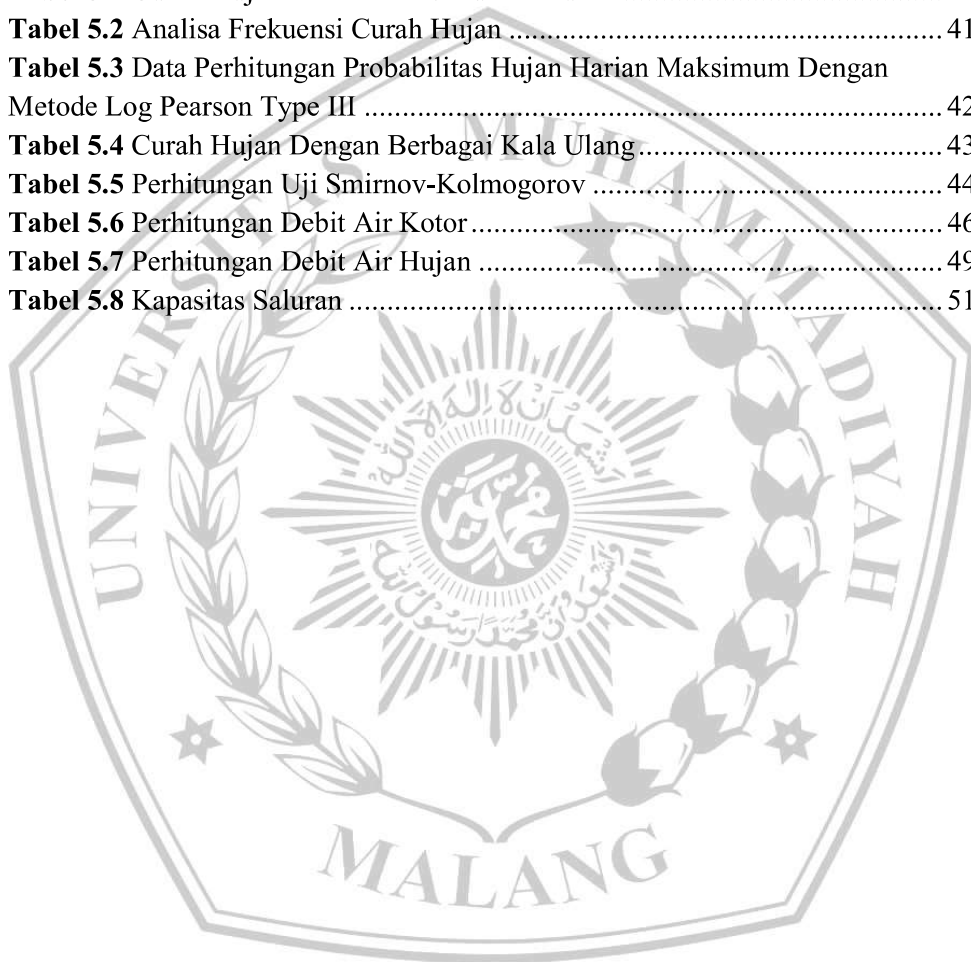 Tabel 5.2 Analisa Frekuensi Curah Hujan ................................................................ 41
Tabel 5.3 Data Perhitungan Probabilitas Hujan Harian Maksimum Dengan
Metode Log Pearson Type III .................................................................................... 42
Tabel 5.4 Curah Hujan Dengan Berbagai Kala Ulang ............................................. 43
Tabel 5.5 Perhitungan Uji Smirnov-Kolmogorov .................................................... 44
Tabel 5.6 Perhitungan Debit Air Kotor ...................................................................... 46
Tabel 5.7 Perhitungan Debit Air Hujan ..................................................................... 49
Tabel 5.8 Kapasitas Saluran ........................................................................................ 51
UNIVERSITAS MUHAMMADIYAH
MALANG